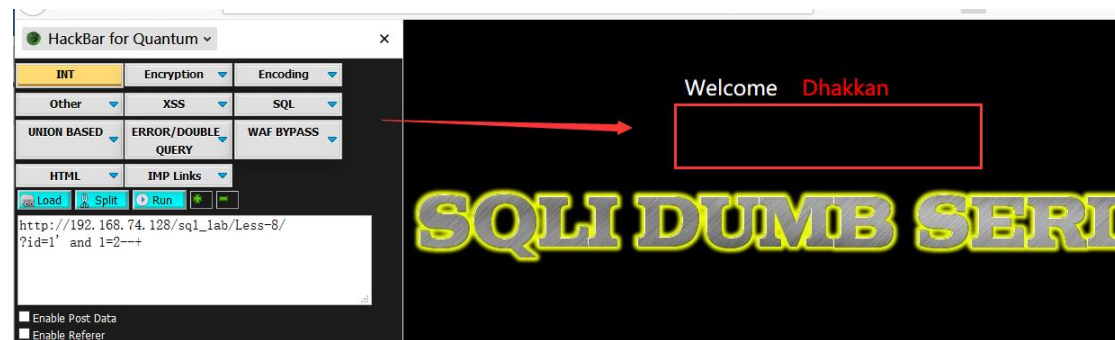 HackBar for Quantum
×
INT
Encryption
Encoding
Other
XSS
SQL
UNION BASED
ERROR/DOUBLE QUERY
WAF BYPASS
HTML
IMP Links
Load
Split
Run
http://192.168.74.128/sql_lab/Less-8/
?id=1' and 1=2--+
Enable Post Data
Enable Referer
Welcome Dhakkan
SQLI DUMB SERI